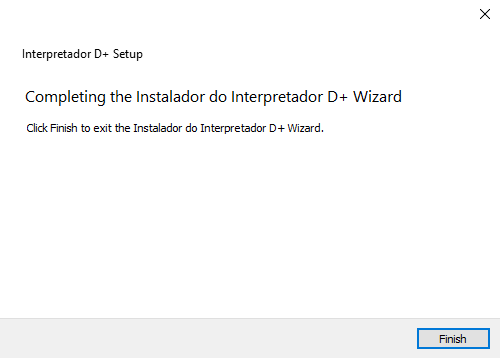 Interpretador D+ Setup
Completing the Instalador do Interpretador D+ Wizard
Click Finish to exit the Instalador do Interpretador D+ Wizard.
Finish